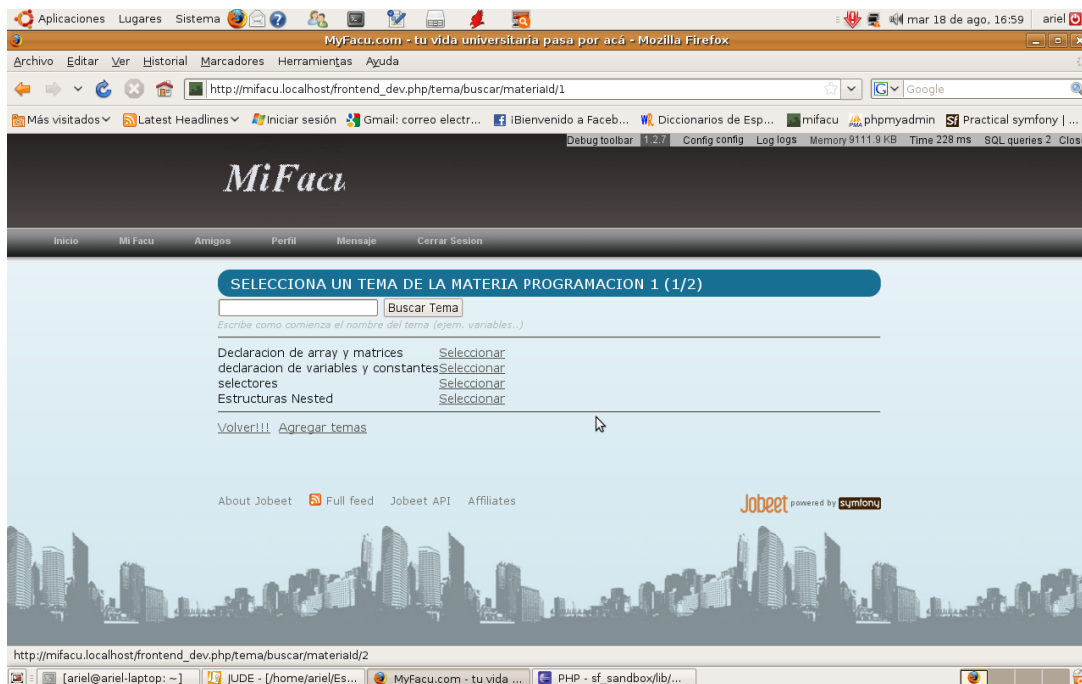 Aplicaciones Lugares Sistema mar 18 de ago, 16:59 ariel
MyFacu.com - tu vida universitaria pasa por acá - Mozilla Firefox
Archivo Editar Ver Historial Marcadores Herramientas Ayuda
http://mifacu.localhost/frontend_dev.php/tema/buscar/materiaId/1 Google
Más visitados Latest Headlines Iniciar sesión Gmail: correo electr... iBienvenido a Faceb... Diccionarios de Esp... mifacu phpmyadmin Practical symfony | ...
Debug toolbar 1.2.7 Config config Log logs Memory 9111.9 KB Time 228 ms SQL queries 2 Clos
MiFacu
Inicio Mi Facu Amigos Perfil Mensaje Cerrar Sesion
SELECCIONA UN TEMA DE LA MATERIA PROGRAMACION 1 (1/2)
Buscar Tema
Escribe como comienza el nombre del tema (ejem. variables..)
Declaracion de array y matrices Seleccionar
declaracion de variables y constantes Seleccionar
selectores Seleccionar
Estructuras Nested Seleccionar
Volver!!! Agregar temas
About Jobeet Full feed Jobeet API Affiliates Jobeet powered by symfony
http://mifacu.localhost/frontend_dev.php/tema/buscar/materiaId/2
[ariel@ariel-laptop: ~] JUDE - [/home/ariel/Es... MyFacu.com - tu vida ... PHP - sf_sandbox/lib/...